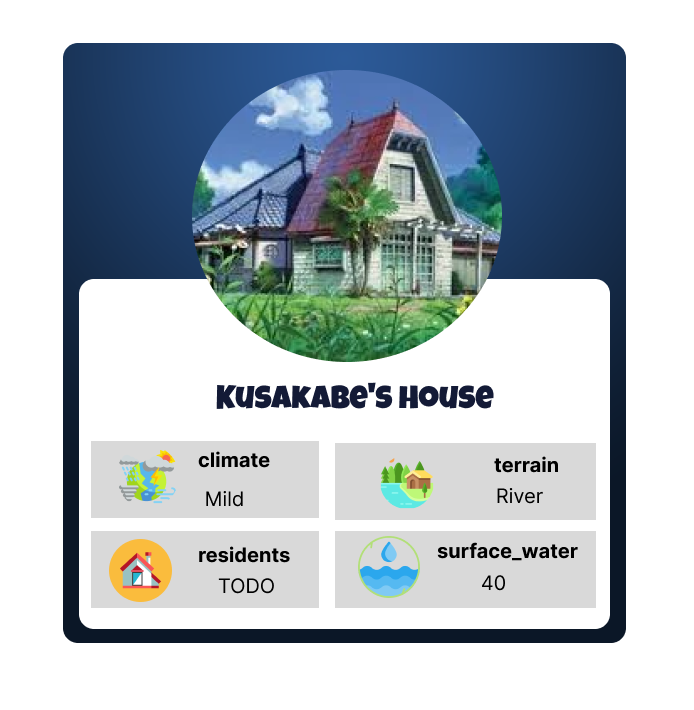 Kusakabe's House
climate
Mild
terrain
River
residents
TODO
surface_water
40